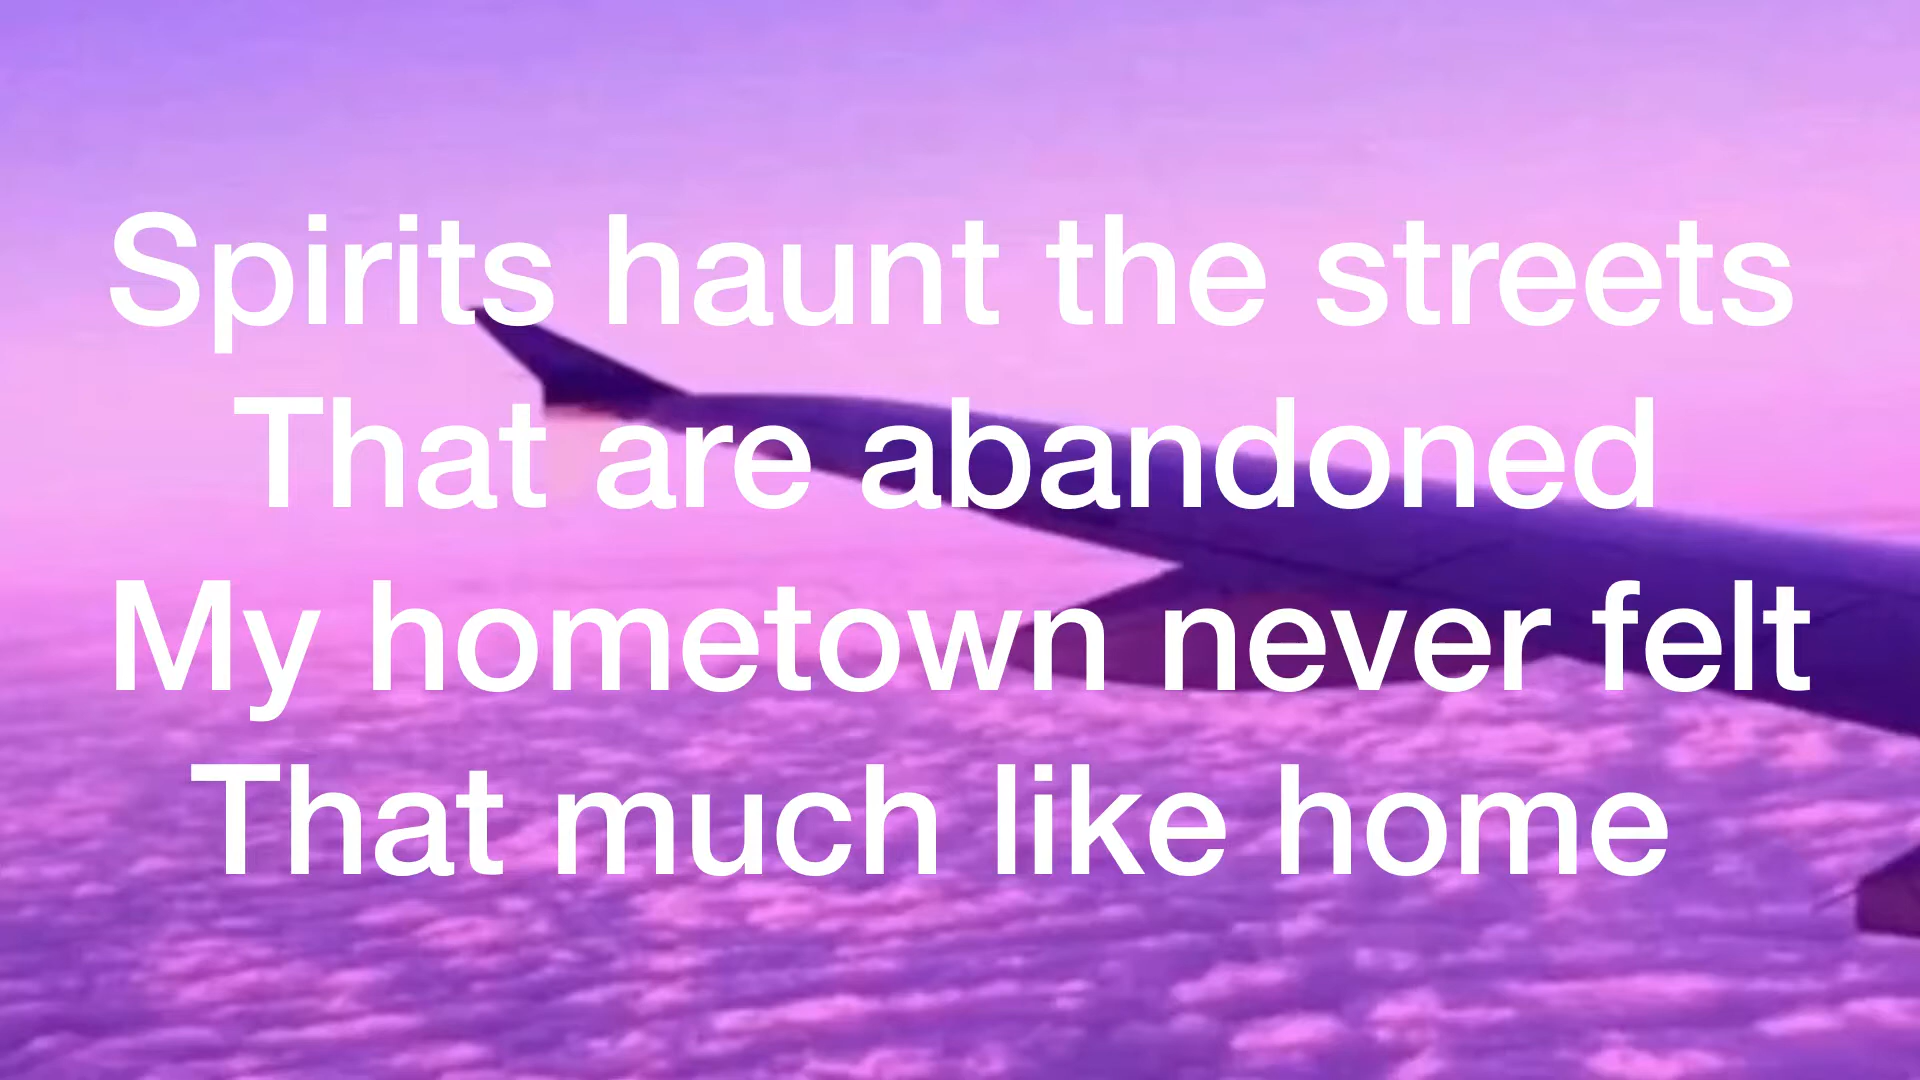 Spirits haunt the streets
That are abandoned
My hometown never felt
That much like home